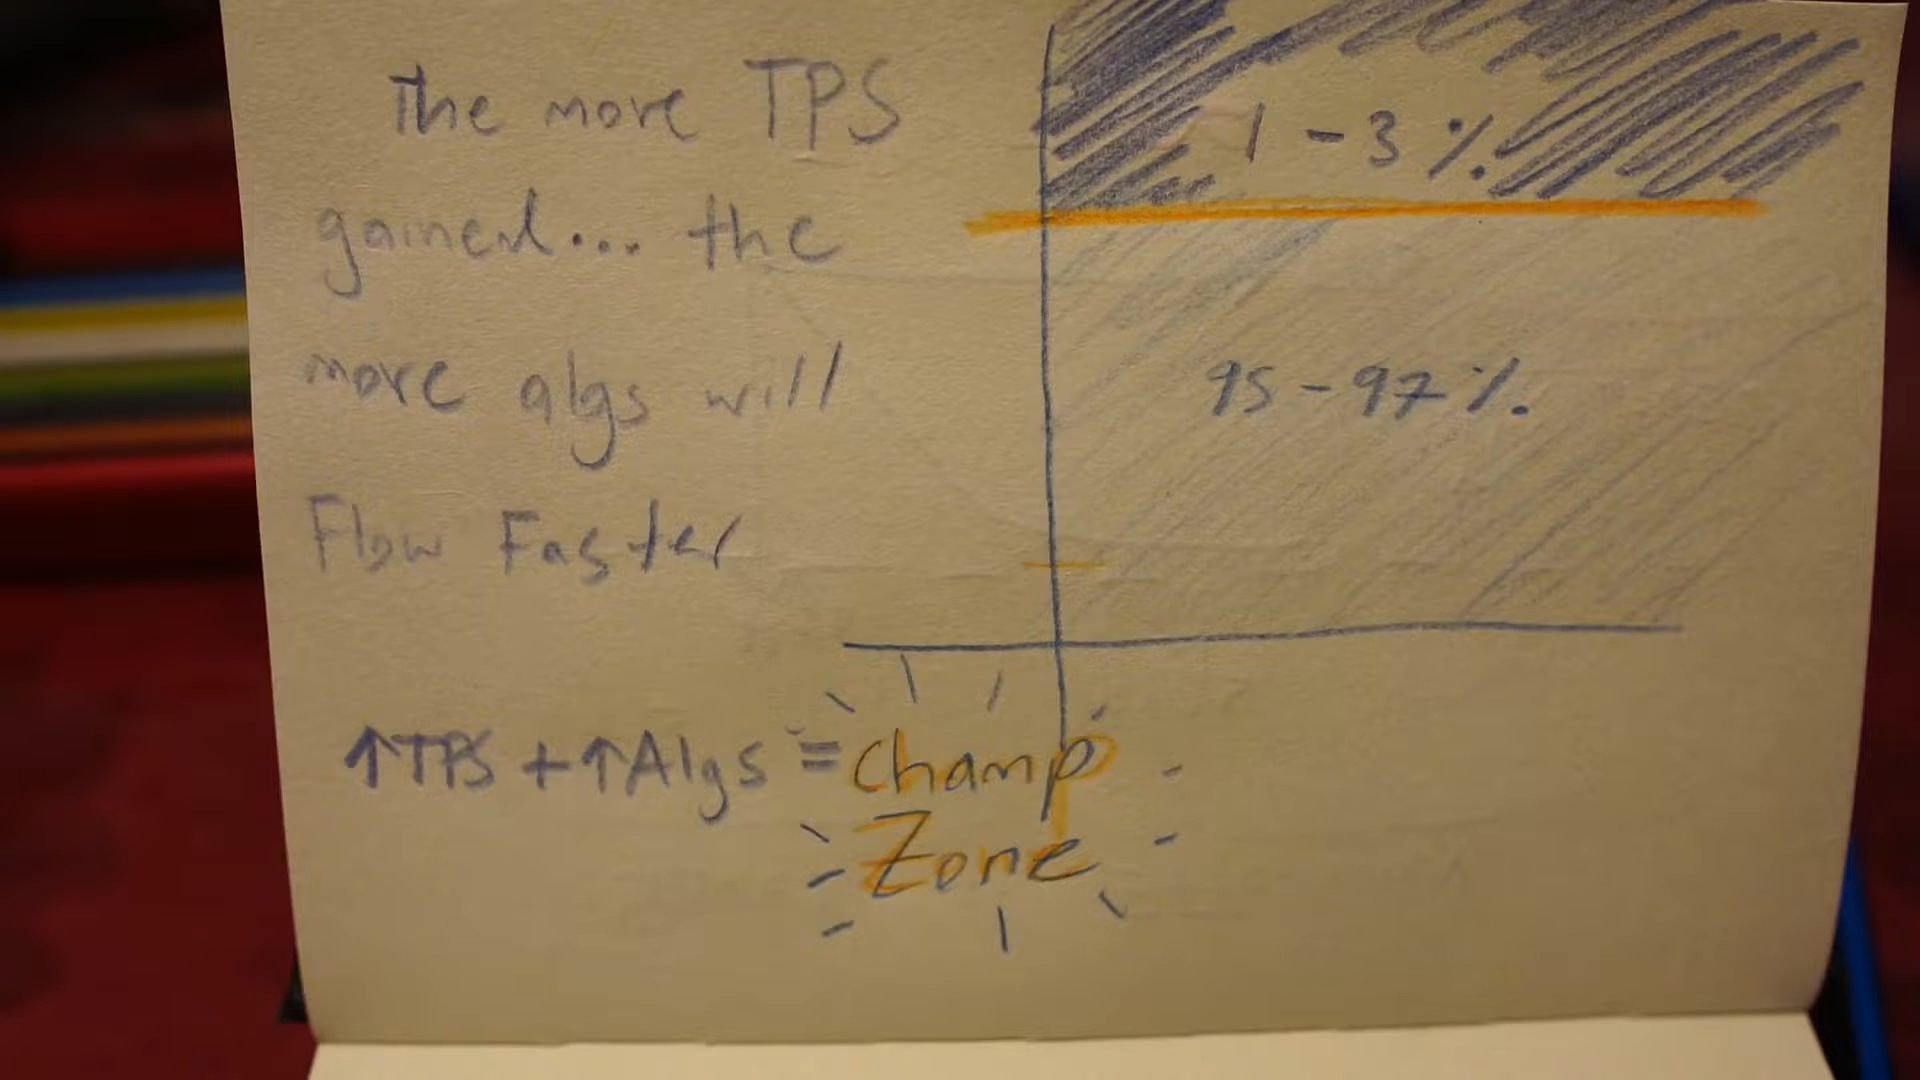 The more TPS
gained... the
more algs will
Flow Faster
1 - 3 %.
95 - 97 %.
↑TPS + ↑Algs = Champ
Zone